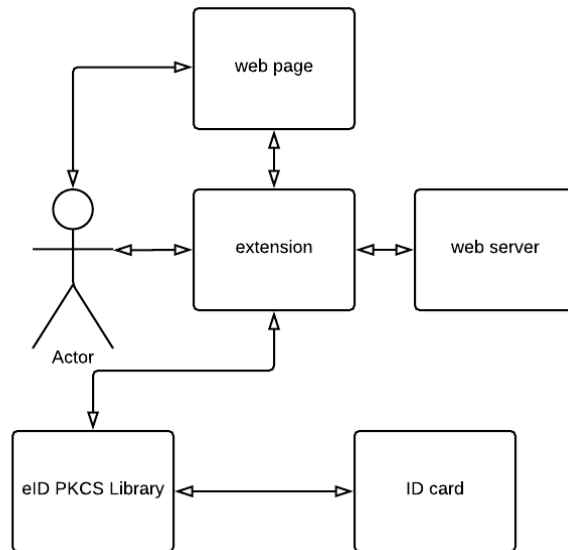 web page
extension
web server
Actor
eID PKCS Library
ID card